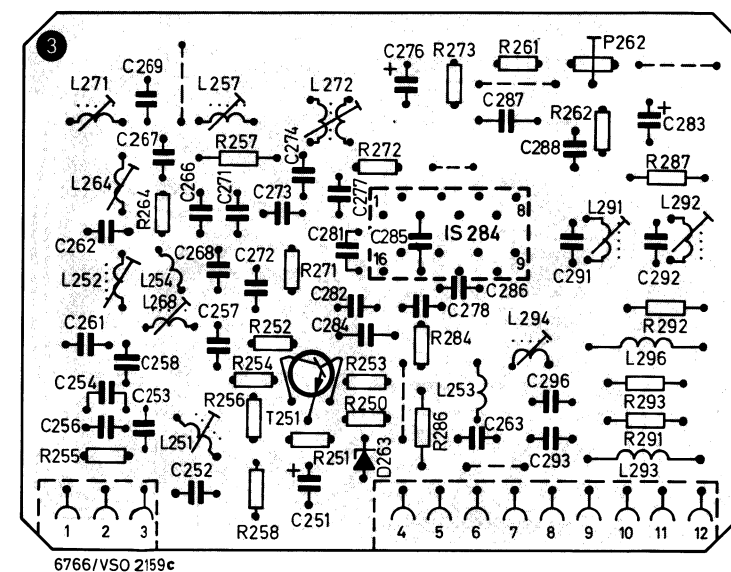 3
C269
C276
R273
R261
P262
L271
L257
L272
C287
R262
C283
C267
R257
C274
C288
R272
R287
L264
R264
C266
C271
C273
C277
1
8
IS 284
L291
L292
C262
C281
C285
C268
C272
R271
16
9
C291
C292
L252
L254
C286
L268
C282
C278
C257
C261
R252
C284
R284
L294
R292
L296
C258
R254
R253
C254
C253
L253
C296
R293
R256
T251
R250
C256
L251
R286
C263
R291
R255
R251
D263
C293
L293
C252
R258
C251
1
2
3
4
5
6
7
8
9
10
11
12
6766/VSO 2159c